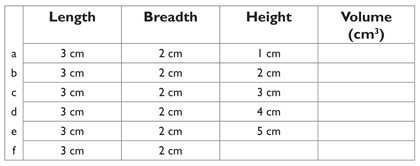 Length Breadth Height Volume
(cm³)
a 3 cm 2 cm 1 cm
b 3 cm 2 cm 2 cm
c 3 cm 2 cm 3 cm
d 3 cm 2 cm 4 cm
e 3 cm 2 cm 5 cm
f 3 cm 2 cm